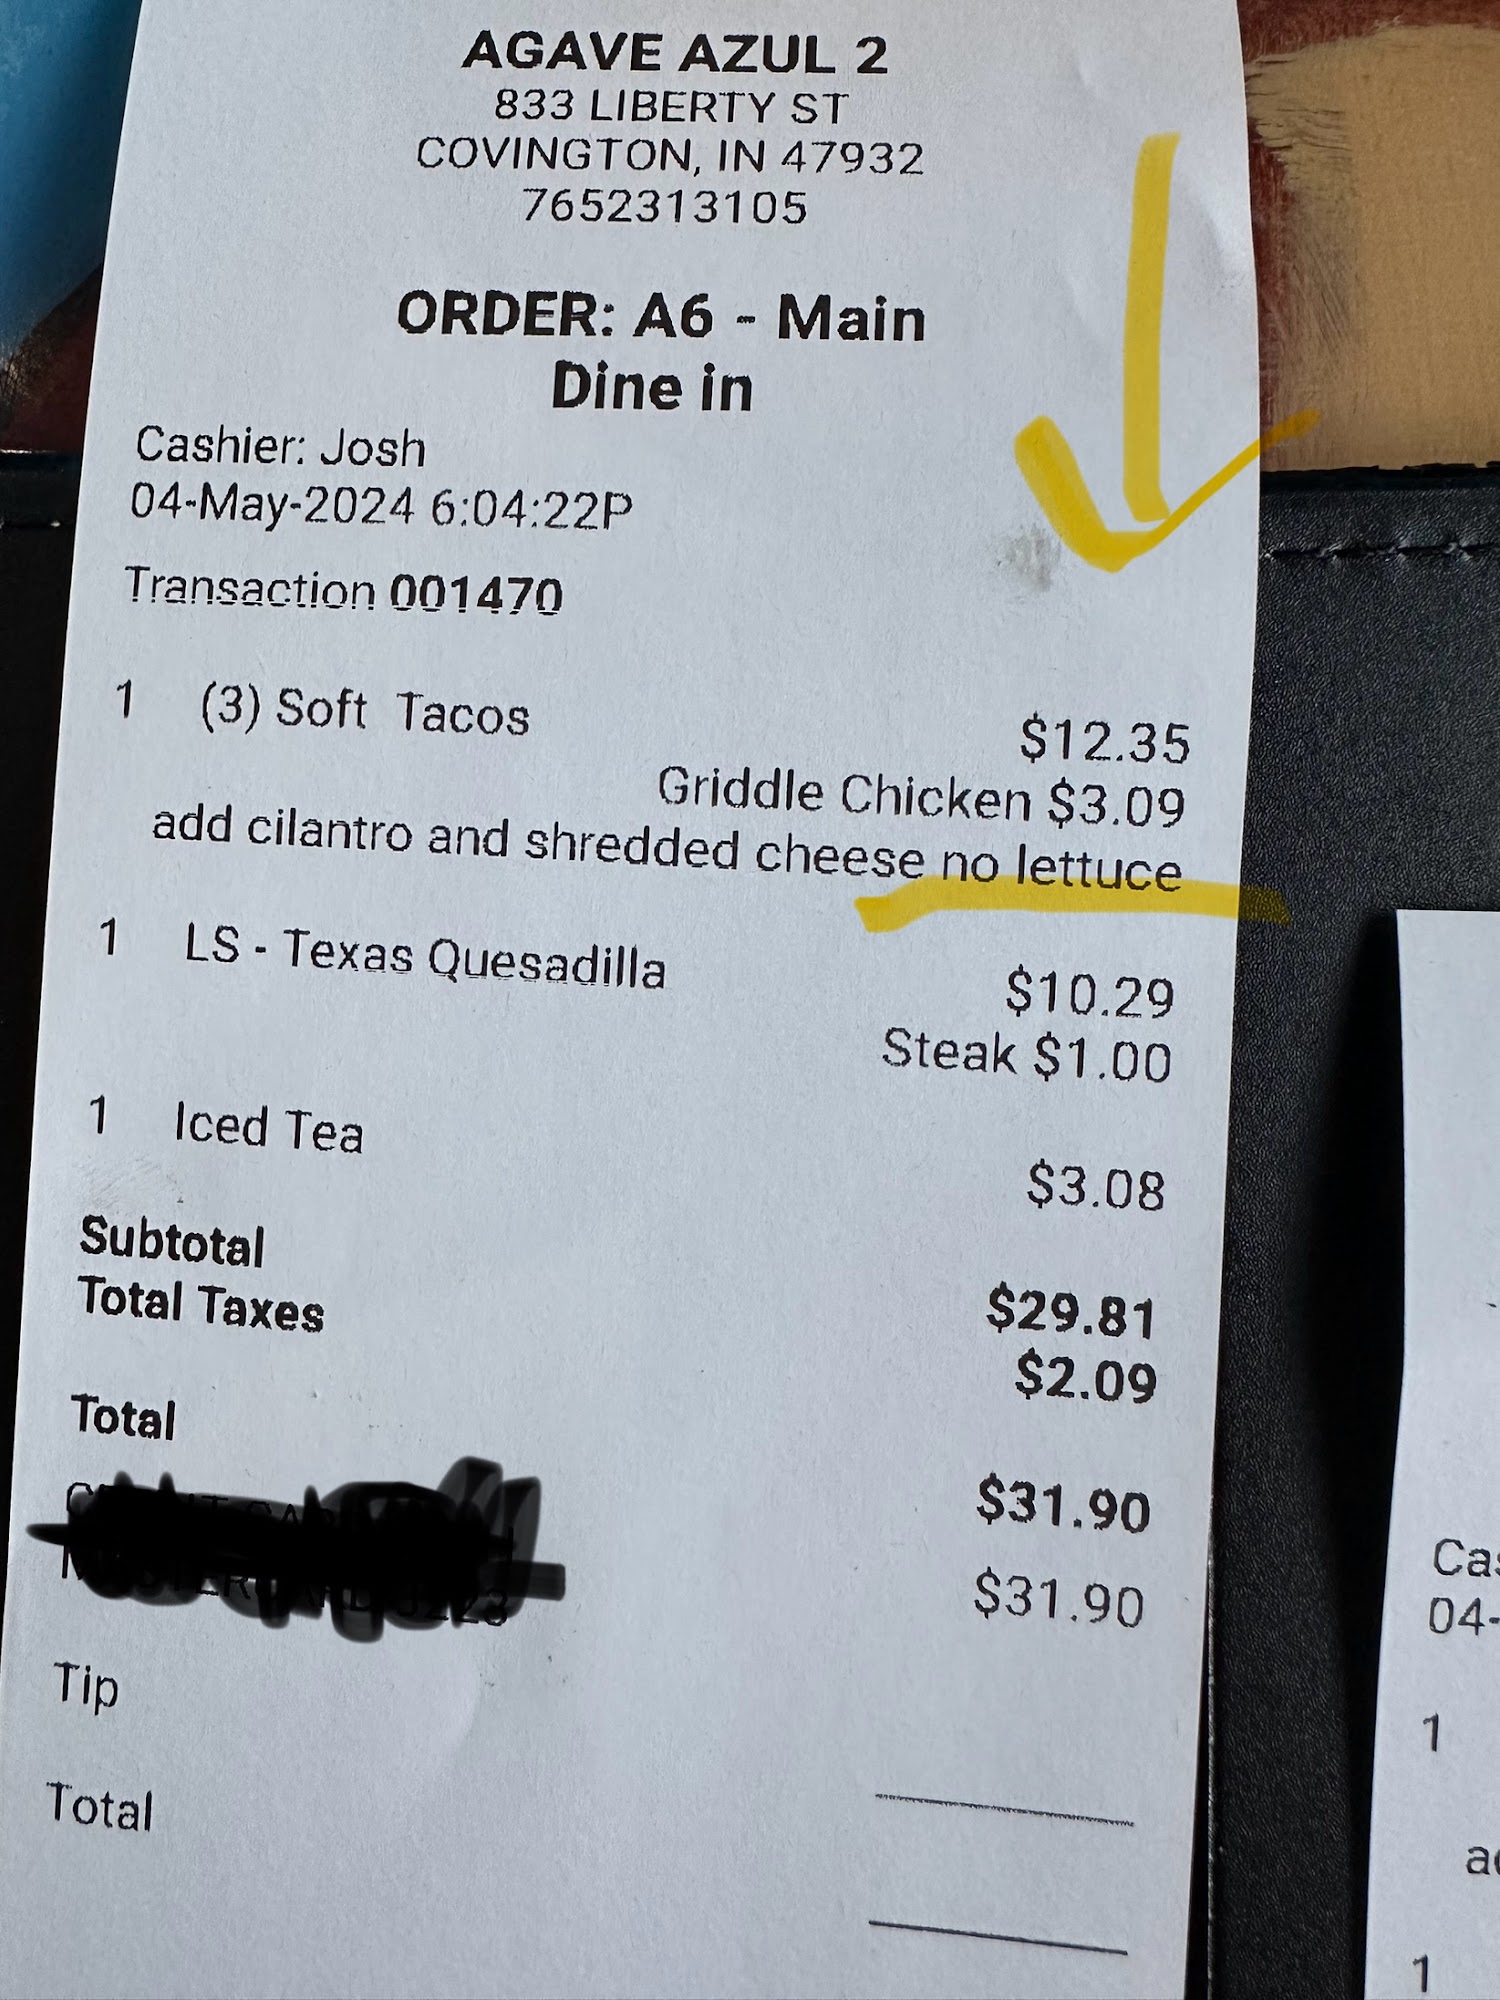 AGAVE AZUL 2
833 LIBERTY ST
COVINGTON, IN 47932
7652313105
ORDER: A6 - Main
Dine in
Cashier: Josh
04-May-2024 6:04:22P
Transaction 001470
1 (3) Soft Tacos
$12.35
Griddle Chicken $3.09
add cilantro and shredded cheese no lettuce
1 LS - Texas Quesadilla
$10.29
Steak $1.00
1 Iced Tea
$3.08
Subtotal
$29.81
Total Taxes
$2.09
Total
$31.90
$31.90
Tip
Total
04-
1
1